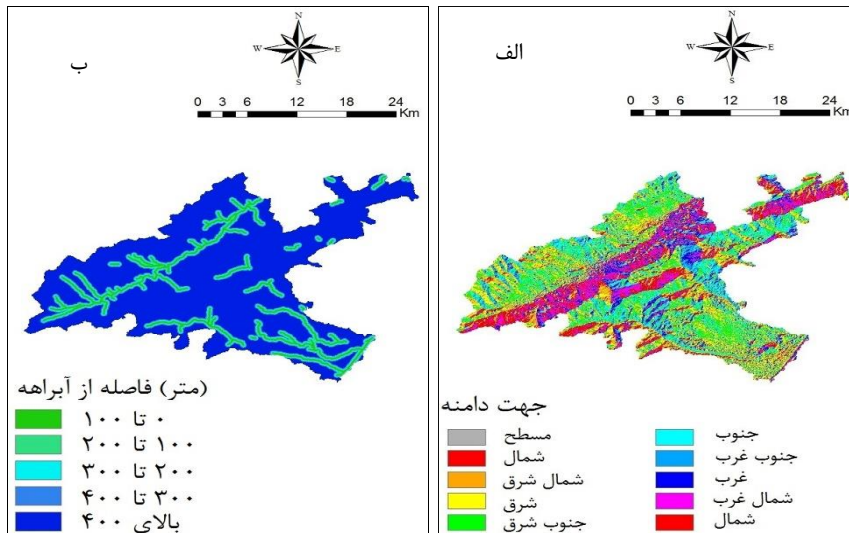 الف
N
W E
S
0 3 6 12 18 24
Km
جهت دامنه
مسطح
شمال
شمال شرق
شرق
جنوب شرق
جنوب
جنوب غرب
غرب
شمال غرب
شمال
ب
N
W E
S
0 3 6 12 18 24
Km
(متر) فاصله از آبراهه
۰ تا ۱۰۰
۱۰۰ تا ۲۰۰
۲۰۰ تا ۳۰۰
۳۰۰ تا ۴۰۰
بالای ۴۰۰